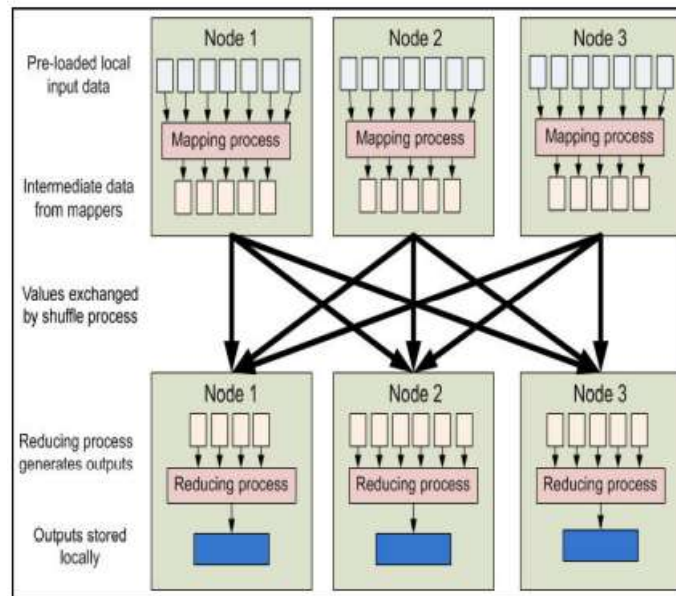 Node 1
Node 2
Node 3
Pre-loaded local
input data
Mapping process
Mapping process
Mapping process
Intermediate data
from mappers
Values exchanged
by shuffle process
Node 1
Node 2
Node 3
Reducing process
generates outputs
Reducing process
Reducing process
Reducing process
Outputs stored
locally